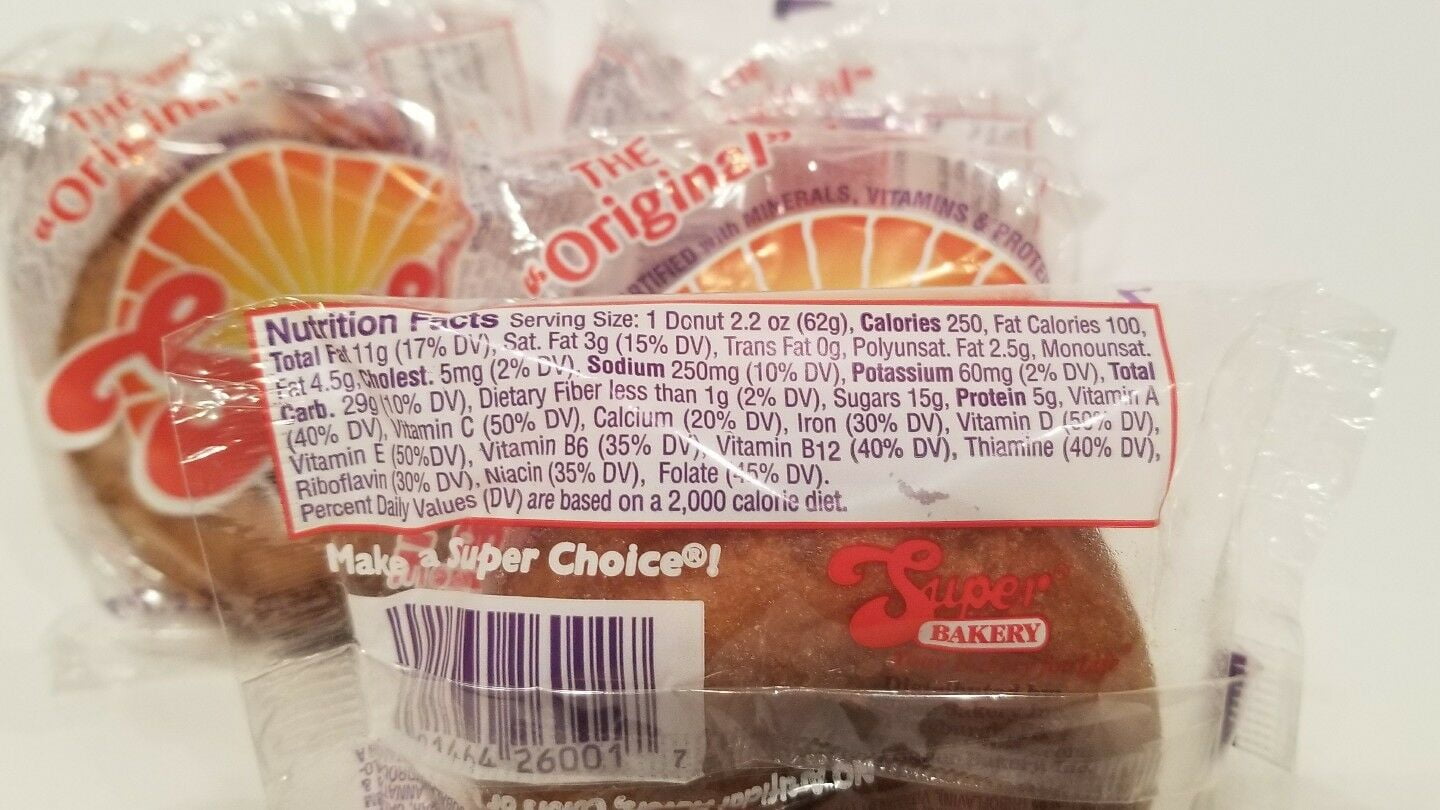 THE
"Original"
THE
"Original"
FORTIFIED with MINERALS, VITAMINS & PROTE
Nutrition Facts Serving Size: 1 Donut 2.2 oz (62g), Calories 250, Fat Calories 100,
Total Fat 11g (17% DV), Sat. Fat 3g (15% DV), Trans Fat 0g, Polyunsat. Fat 2.5g, Monounsat.
Fat 4.5g, Cholest. 5mg (2% DV), Sodium 250mg (10% DV), Potassium 60mg (2% DV), Total
Carb. 29g (10% DV), Dietary Fiber less than 1g (2% DV), Sugars 15g, Protein 5g, Vitamin A
(40% DV), Vitamin C (50% DV), Calcium (20% DV), Iron (30% DV), Vitamin D (50% DV),
Vitamin E (50%DV), Vitamin B6 (35% DV), Vitamin B12 (40% DV), Thiamine (40% DV),
Riboflavin (30% DV), Niacin (35% DV), Folate (45% DV).
Percent Daily Values (DV) are based on a 2,000 calorie diet.
Make a Super Choice®!
Super
BAKERY
Distributed by
26001 7